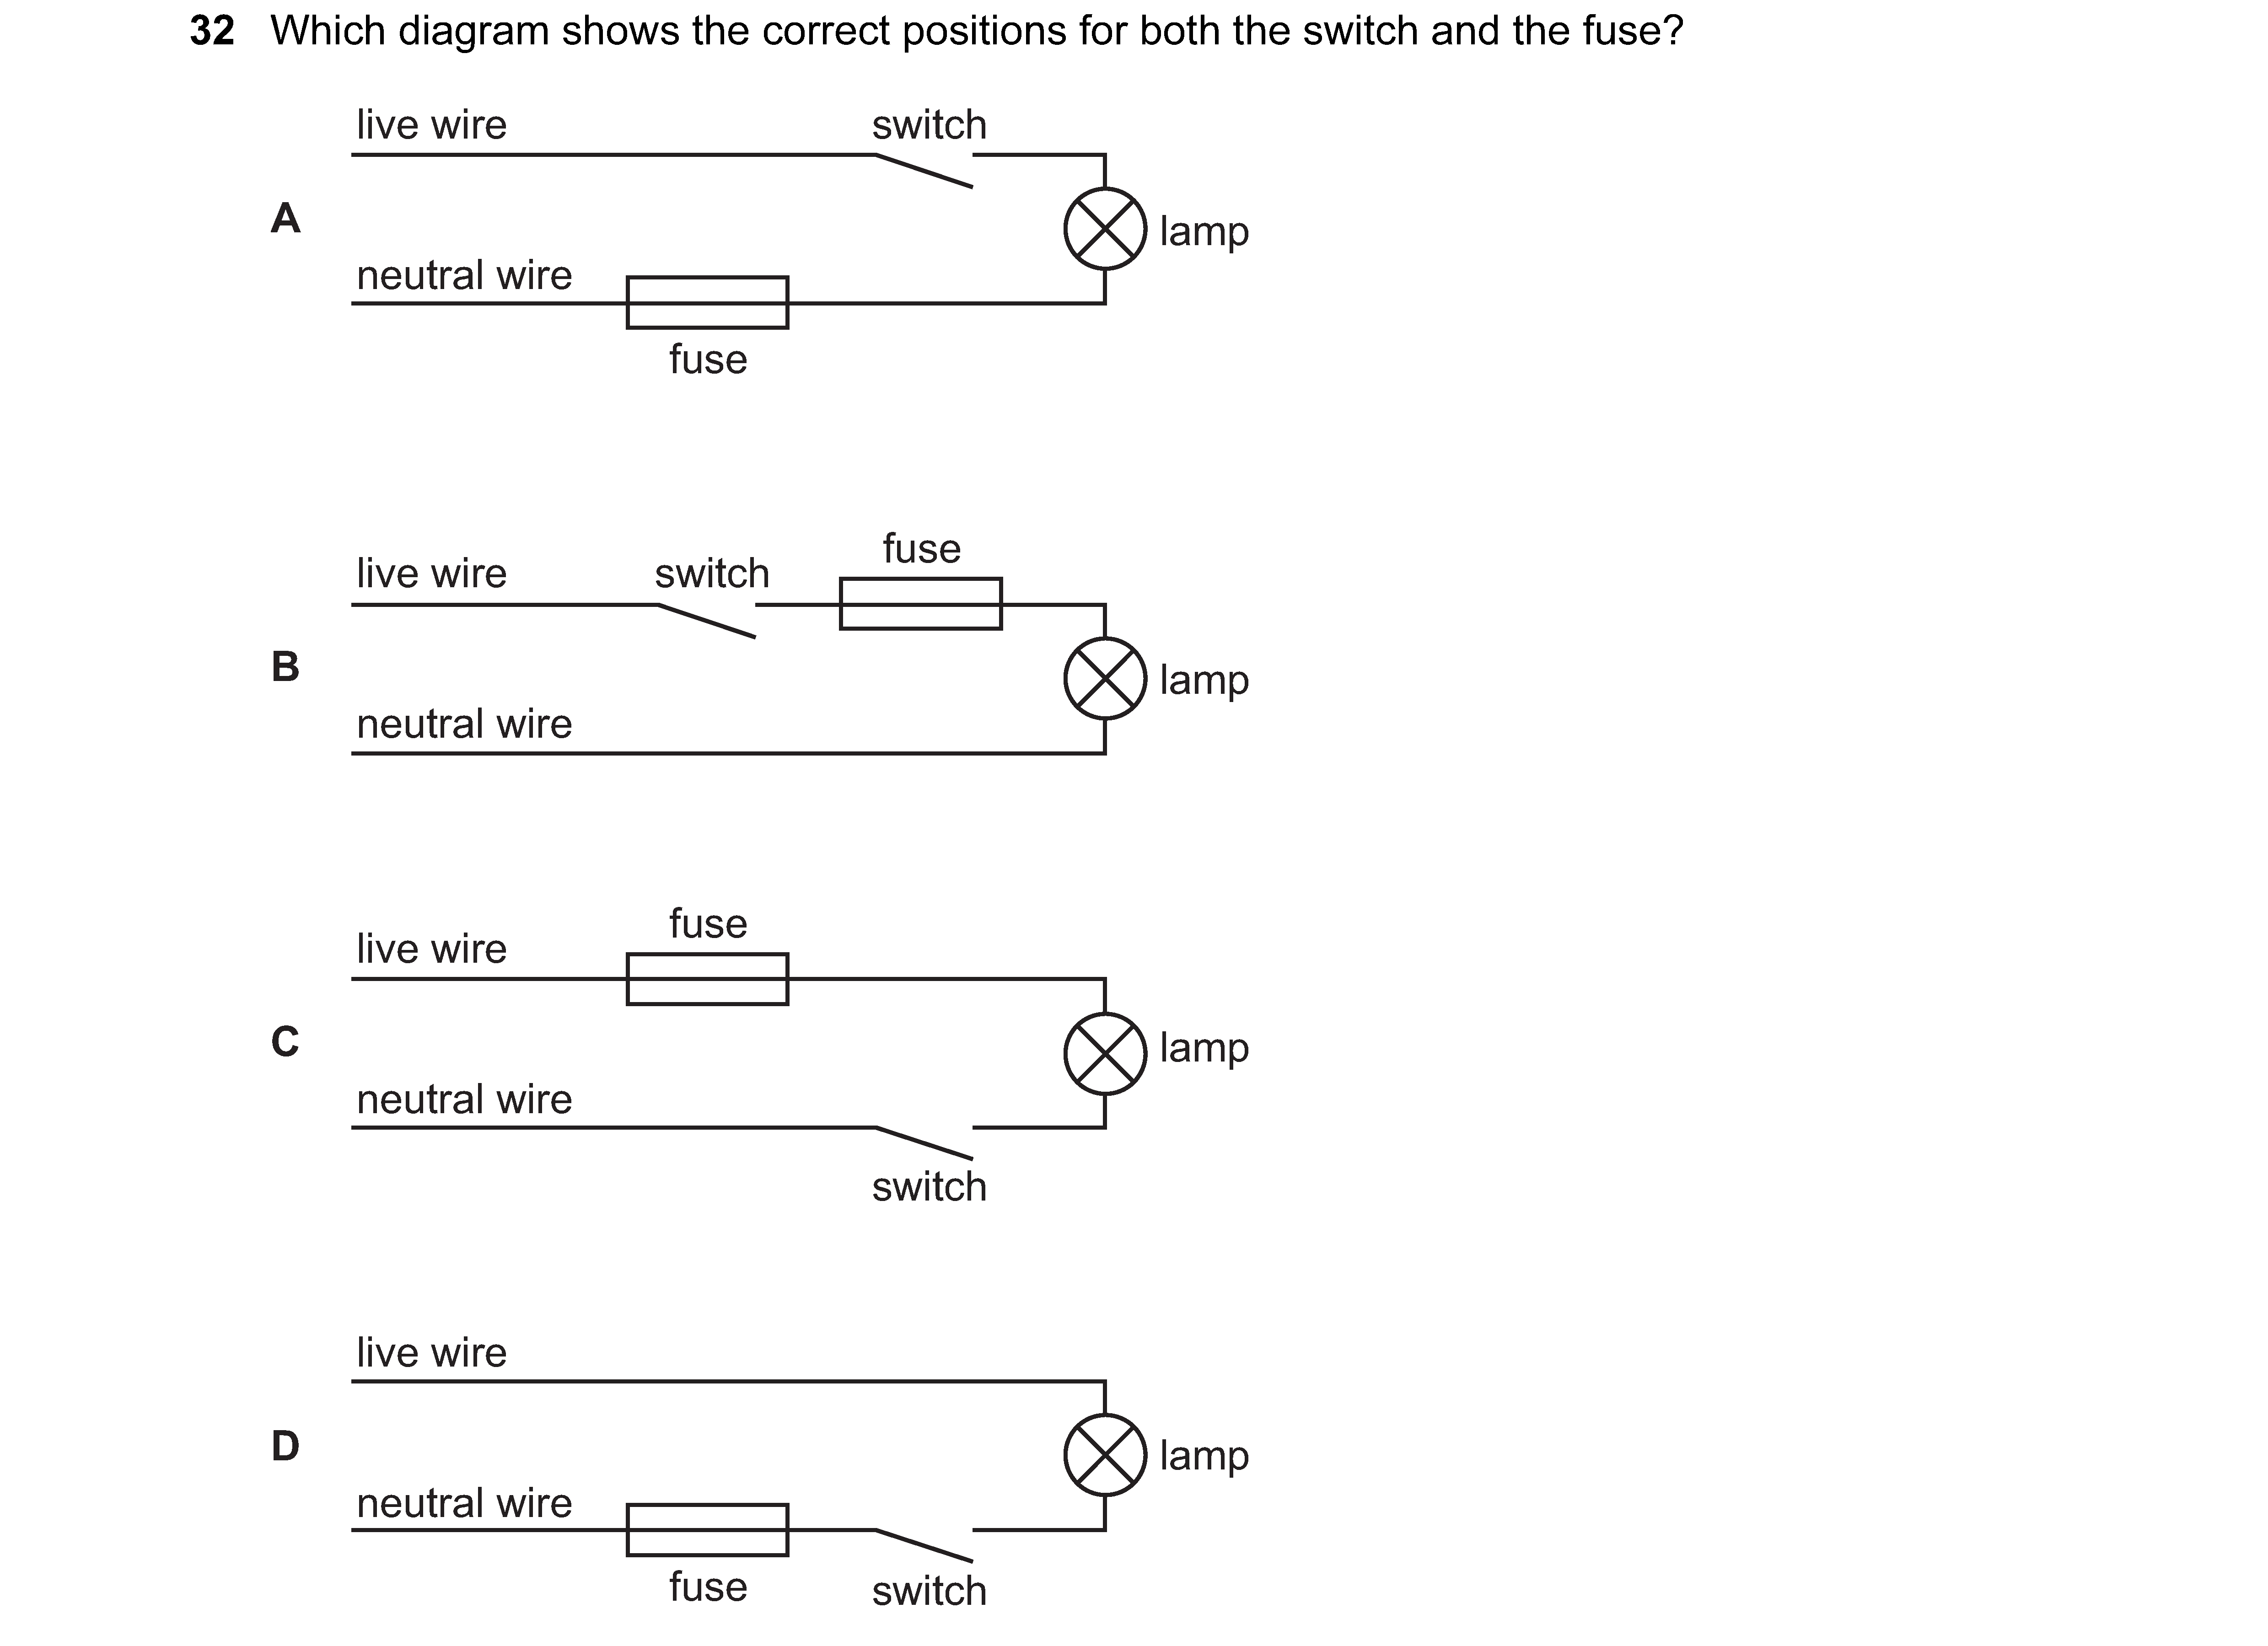 32 Which diagram shows the correct positions for both the switch and the fuse?
live wire switch
A
lamp
neutral wire
fuse
fuse
live wire switch
B
lamp
neutral wire
fuse
live wire
C
lamp
neutral wire
switch
live wire
D
lamp
neutral wire
fuse switch